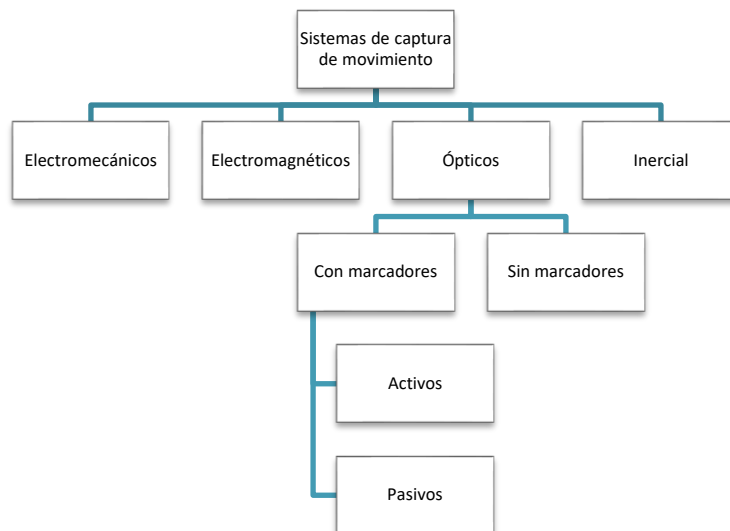 Sistemas de captura
de movimiento
Electromecánicos
Electromagnéticos
Ópticos
Inercial
Con marcadores
Sin marcadores
Activos
Pasivos